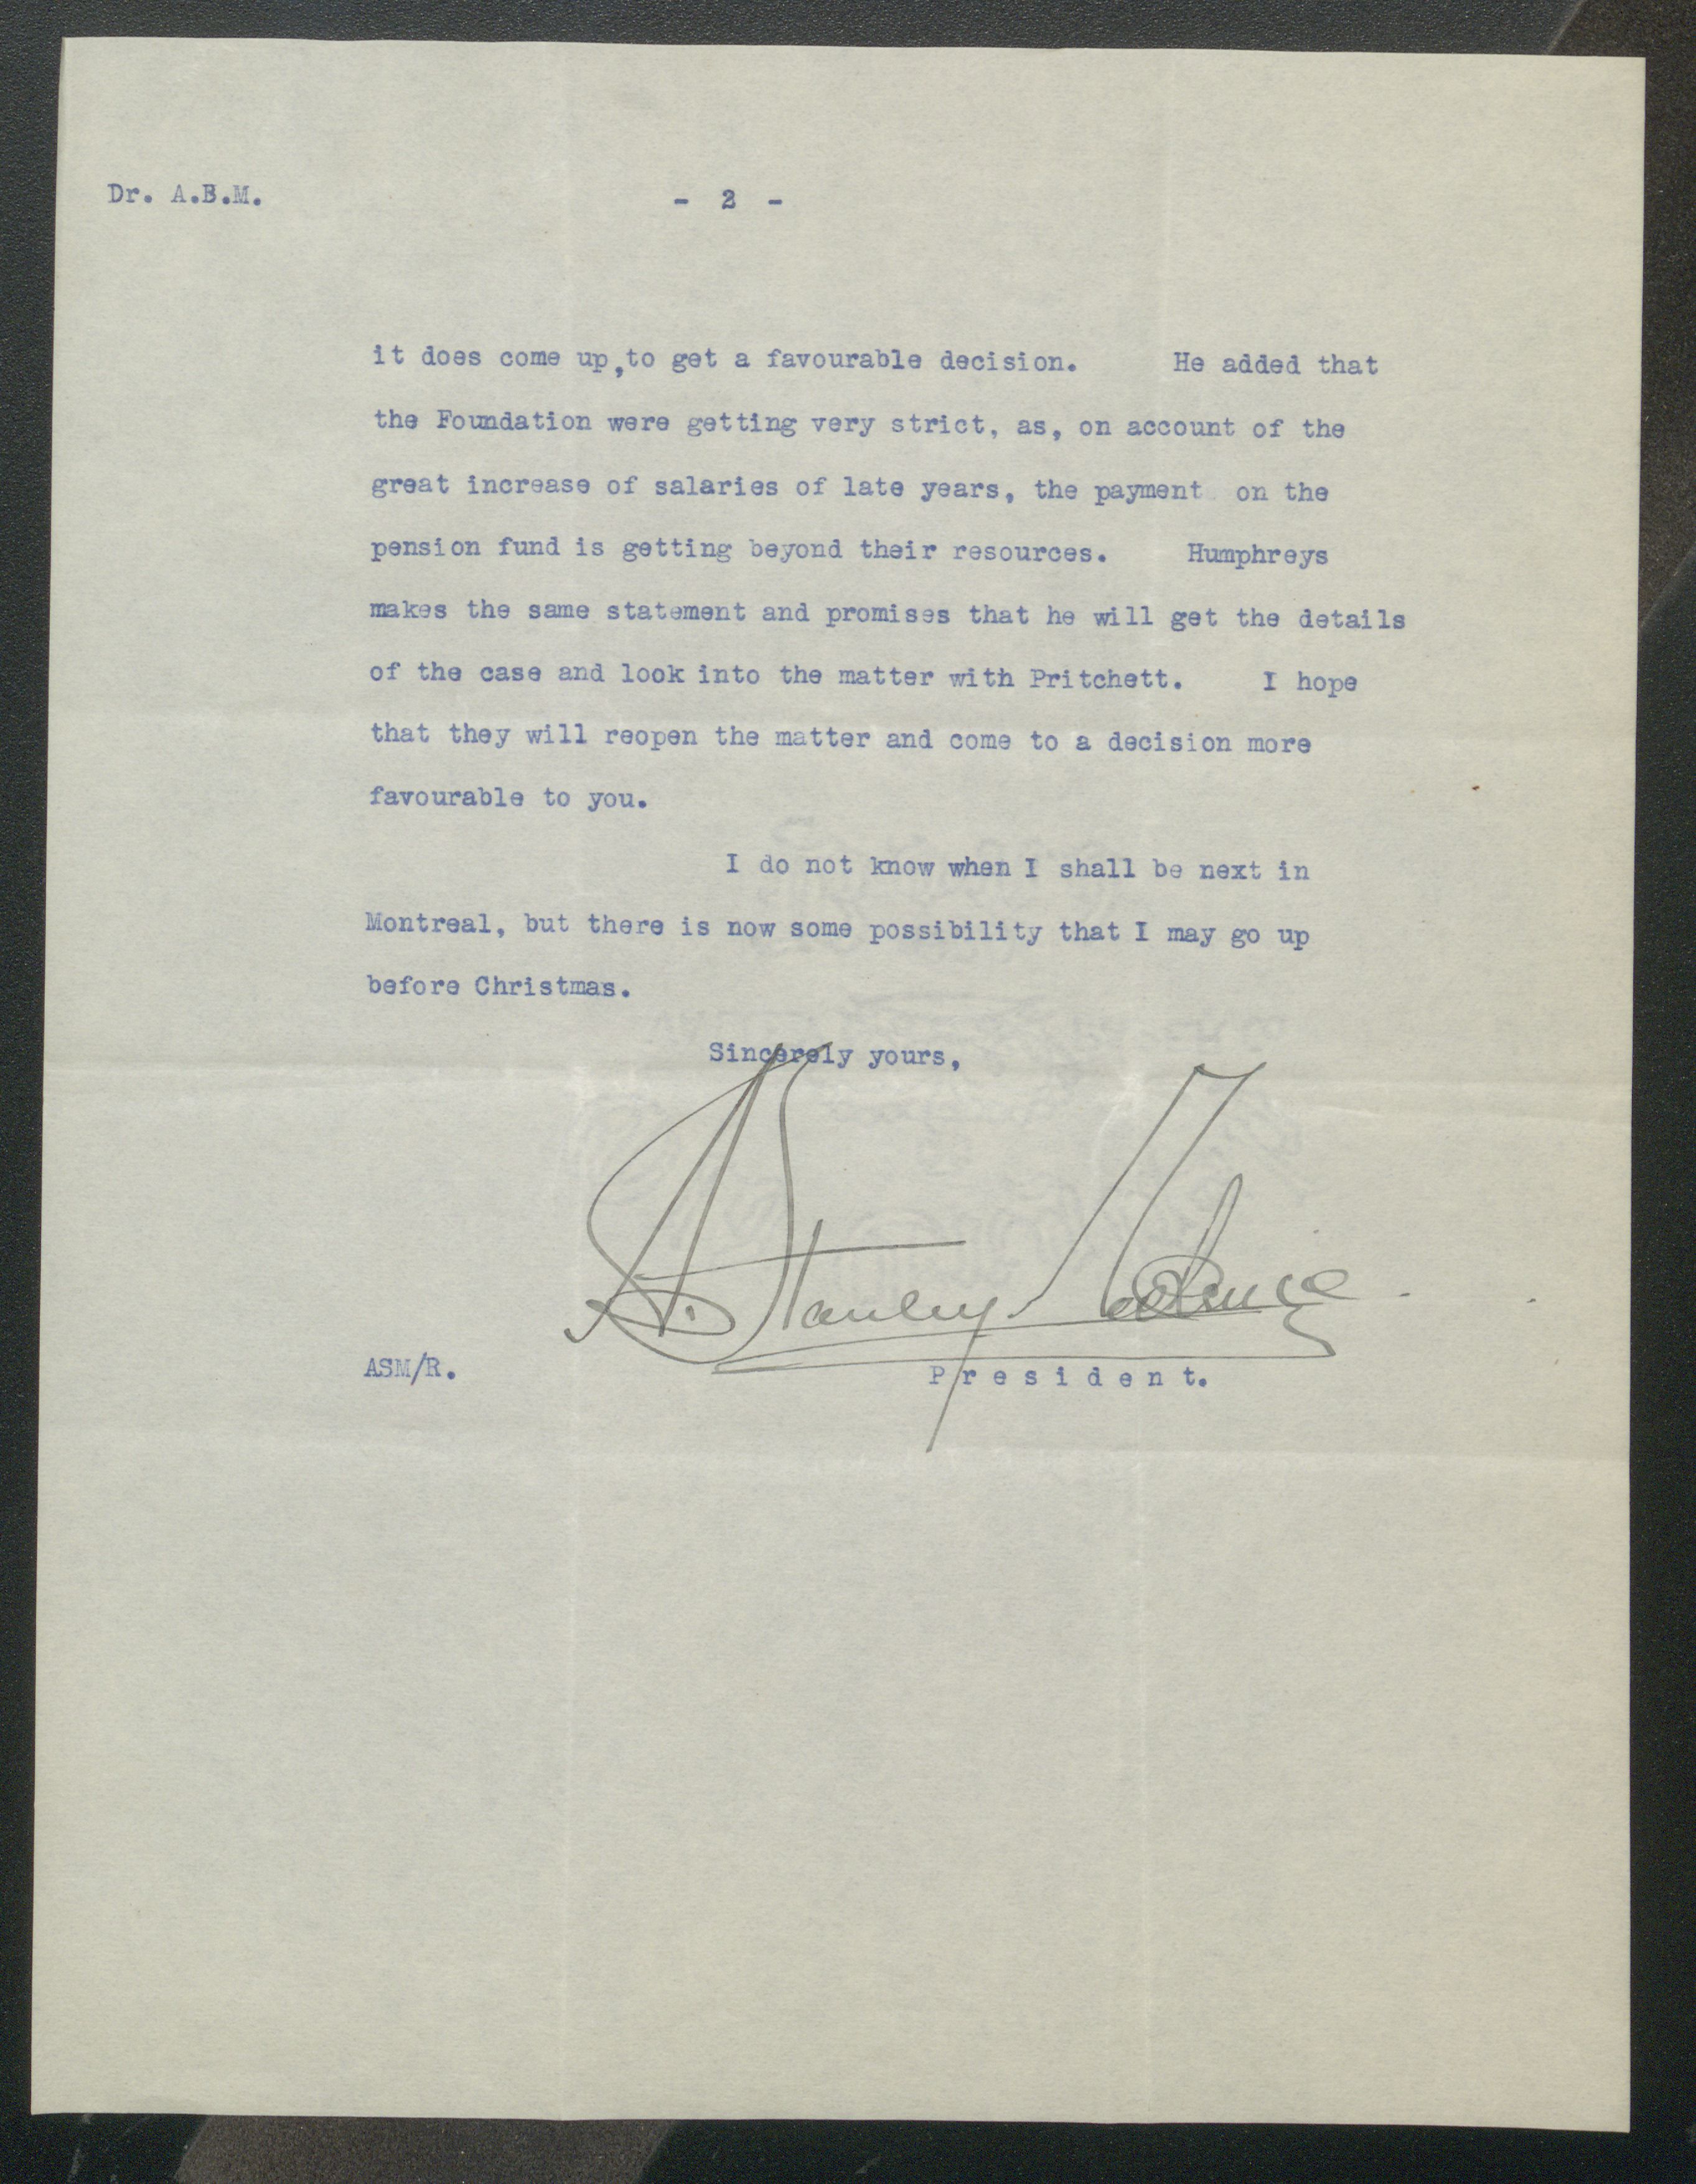 Dr. A.B.M.
- 2 -
it does come up, to get a favourable decision. He added that
the Foundation were getting very strict, as, on account of the
great increase of salaries of late years, the payment on the
pension fund is getting beyond their resources. Humphreys
makes the same statement and promises that he will get the details
of the case and look into the matter with Pritchett. I hope
that they will reopen the matter and come to a decision more
favourable to you.
I do not know when I shall be next in
Montreal, but there is now some possibility that I may go up
before Christmas.
Sincerely yours,
A. Stanley Mackenzie.
ASM/R.
President.